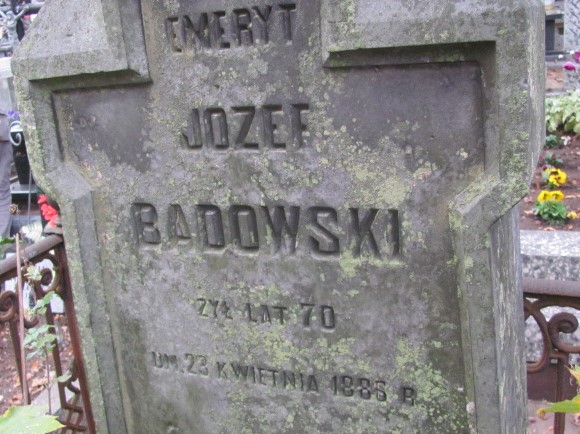 EMERYT
JOZEF
BADOWSKI
ŻYŁ LAT 70
UM. 23 KWIETNIA 1886 R.